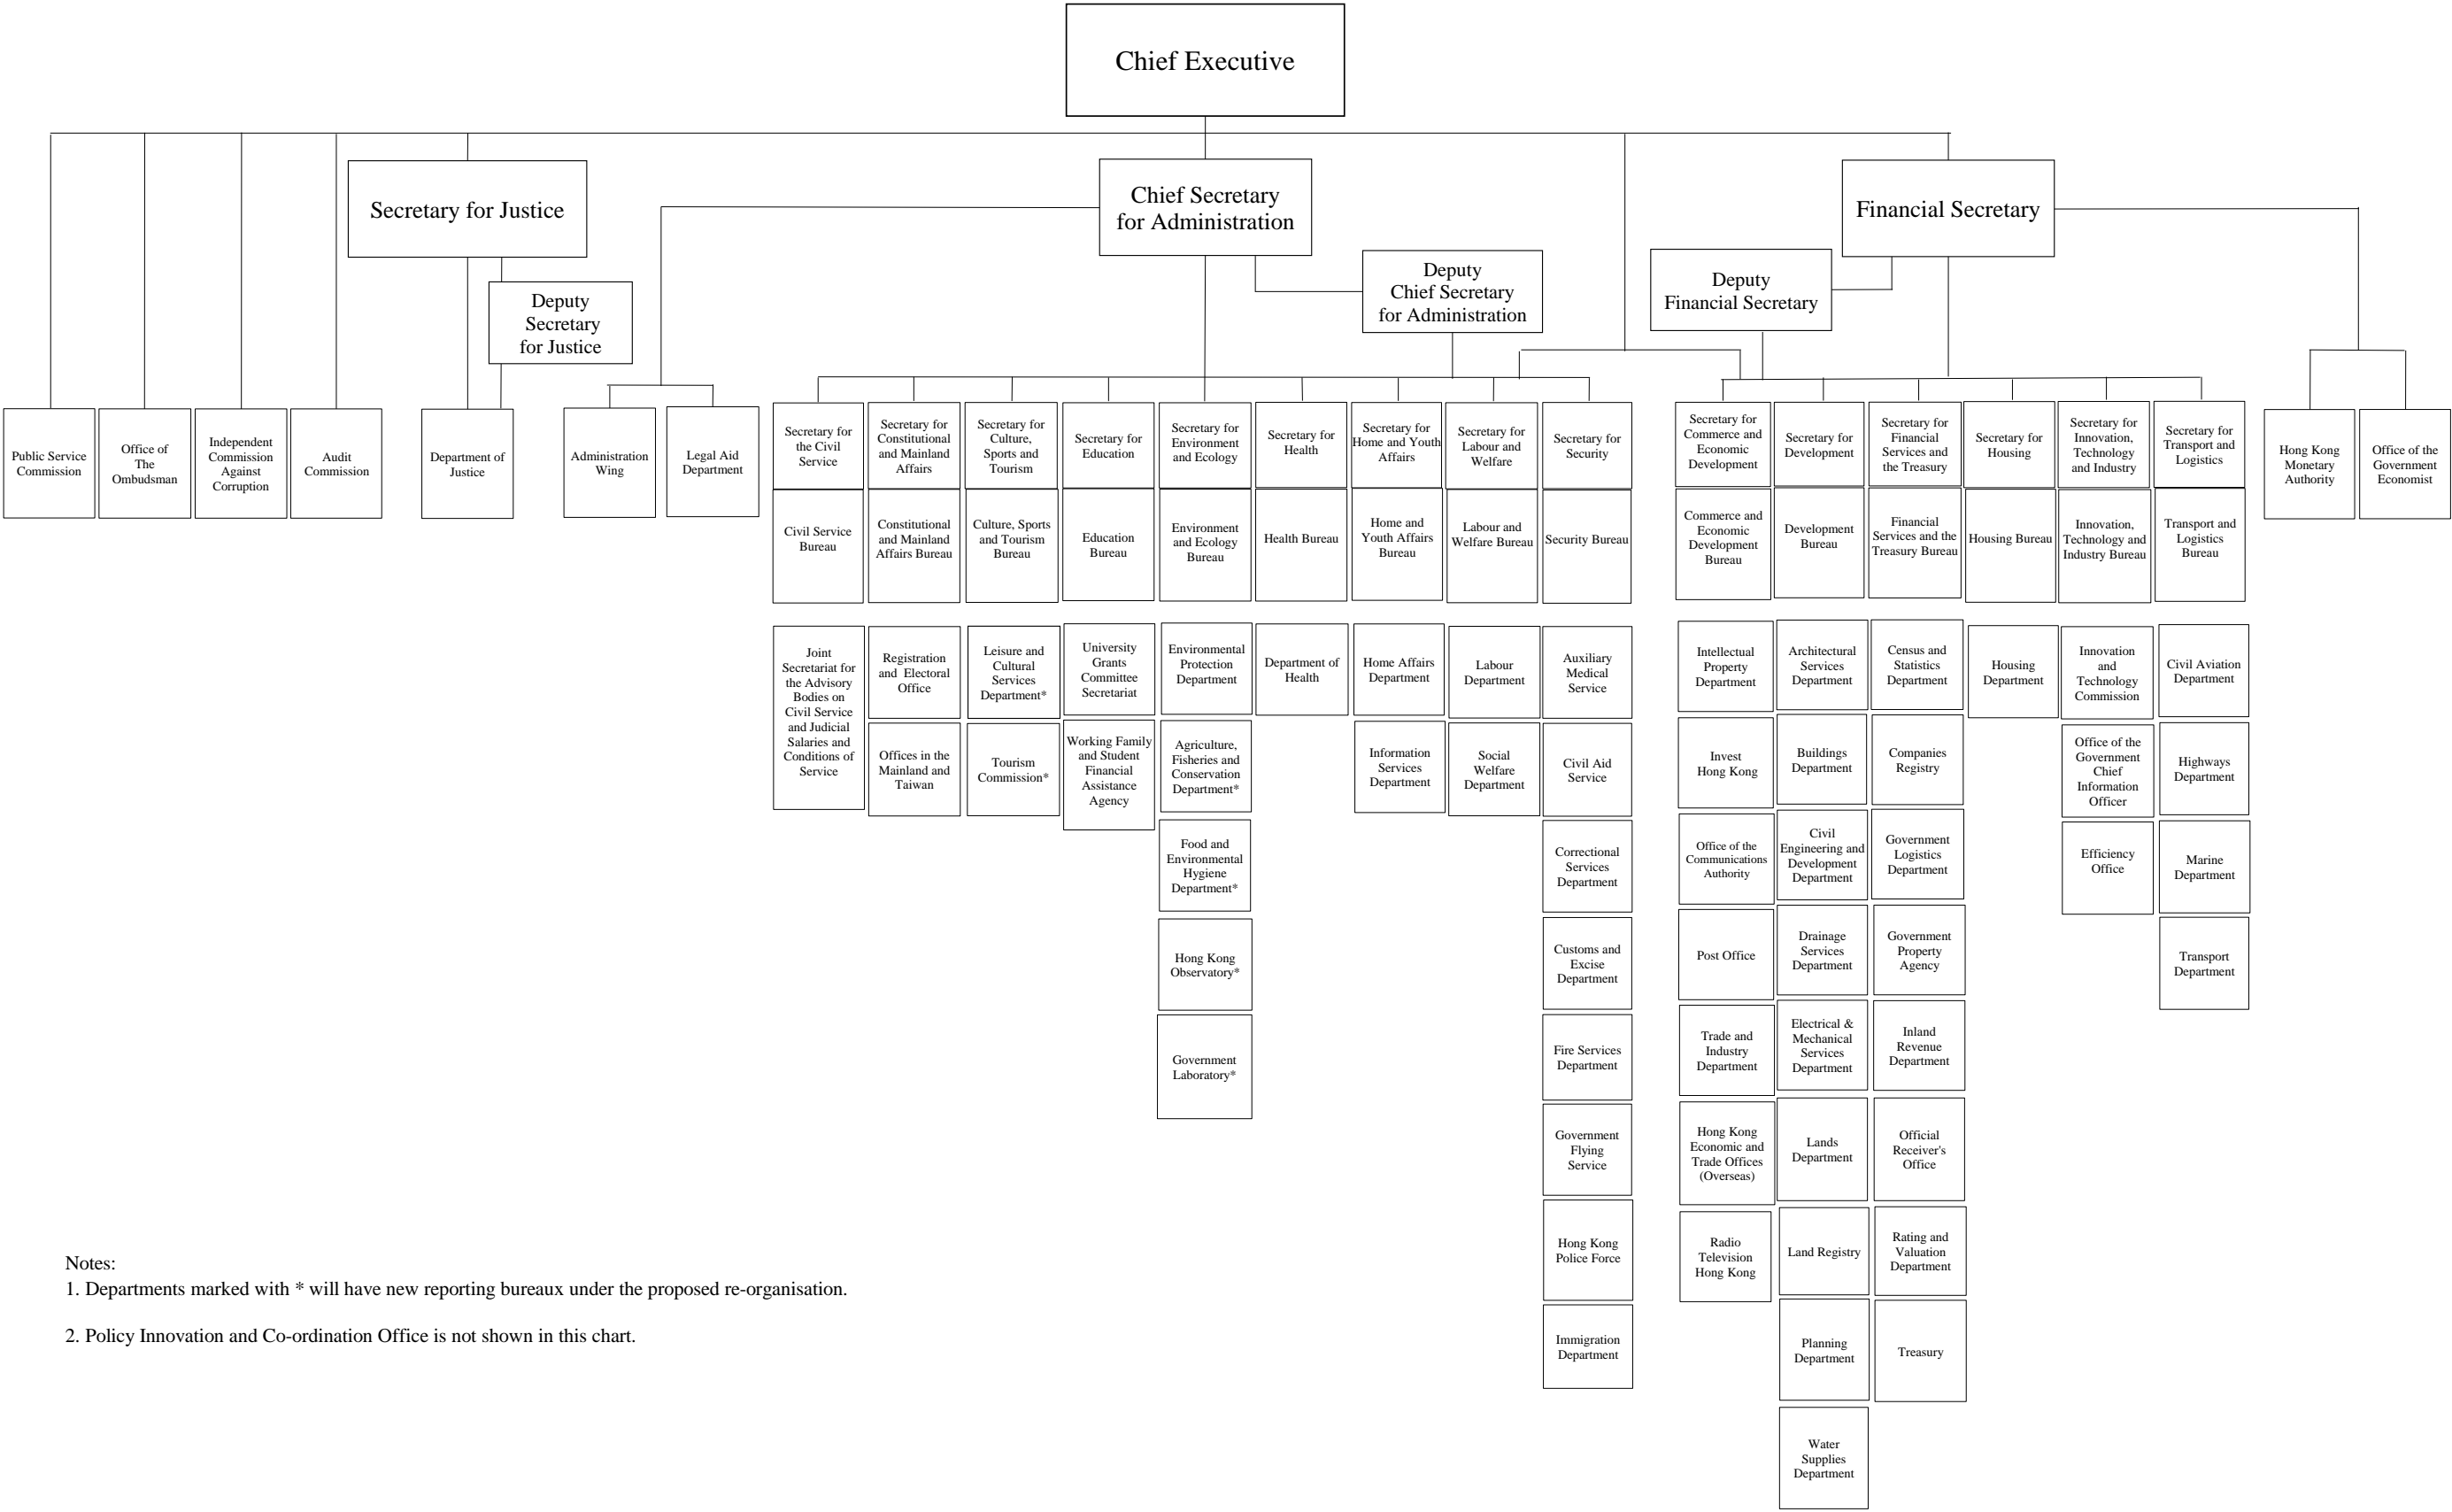 Chief Executive
Secretary for Justice
Chief Secretary
for Administration
Financial Secretary
Deputy
Secretary
for Justice
Deputy
Chief Secretary
for Administration
Deputy
Financial Secretary
Public Service
Commission
Office of
The
Ombudsman
Independent
Commission
Against
Corruption
Audit
Commission
Department of
Justice
Administration
Wing
Legal Aid
Department
Secretary for
the Civil
Service
Secretary for
Constitutional
and Mainland
Affairs
Secretary for
Culture,
Sports and
Tourism
Secretary for
Education
Secretary for
Environment
and Ecology
Secretary for
Health
Secretary for
Home and Youth
Affairs
Secretary for
Labour and
Welfare
Secretary for
Security
Secretary for
Commerce and
Economic
Development
Secretary for
Development
Secretary for
Financial
Services and
the Treasury
Secretary for
Housing
Secretary for
Innovation,
Technology
and Industry
Secretary for
Transport and
Logistics
Hong Kong
Monetary
Authority
Office of the
Government
Economist
Civil Service
Bureau
Constitutional
and Mainland
Affairs Bureau
Culture, Sports
and Tourism
Bureau
Education
Bureau
Environment
and Ecology
Bureau
Health Bureau
Home and
Youth Affairs
Bureau
Labour and
Welfare Bureau
Security Bureau
Commerce and
Economic
Development
Bureau
Development
Bureau
Financial
Services and the
Treasury Bureau
Housing Bureau
Innovation,
Technology and
Industry Bureau
Transport and
Logistics
Bureau
Joint
Secretariat for
the Advisory
Bodies on
Civil Service
and Judicial
Salaries and
Conditions of
Service
Registration
and Electoral
Office
Offices in the
Mainland and
Taiwan
Leisure and
Cultural
Services
Department*
Tourism
Commission*
University
Grants
Committee
Secretariat
Working Family
and Student
Financial
Assistance
Agency
Environmental
Protection
Department
Agriculture,
Fisheries and
Conservation
Department*
Food and
Environmental
Hygiene
Department*
Hong Kong
Observatory*
Government
Laboratory*
Department of
Health
Home Affairs
Department
Information
Services
Department
Labour
Department
Social
Welfare
Department
Auxiliary
Medical
Service
Civil Aid
Service
Correctional
Services
Department
Customs and
Excise
Department
Fire Services
Department
Government
Flying
Service
Hong Kong
Police Force
Immigration
Department
Intellectual
Property
Department
Invest
Hong Kong
Office of the
Communications
Authority
Post Office
Trade and
Industry
Department
Hong Kong
Economic and
Trade Offices
(Overseas)
Radio
Television
Hong Kong
Architectural
Services
Department
Buildings
Department
Civil
Engineering and
Development
Department
Drainage
Services
Department
Electrical &
Mechanical
Services
Department
Lands
Department
Land Registry
Planning
Department
Water
Supplies
Department
Census and
Statistics
Department
Companies
Registry
Government
Logistics
Department
Government
Property
Agency
Inland
Revenue
Department
Official
Receiver's
Office
Rating and
Valuation
Department
Treasury
Housing
Department
Innovation
and
Technology
Commission
Office of the
Government
Chief
Information
Officer
Efficiency
Office
Civil Aviation
Department
Highways
Department
Marine
Department
Transport
Department
Notes:
1. Departments marked with * will have new reporting bureaux under the proposed re-organisation.
2. Policy Innovation and Co-ordination Office is not shown in this chart.